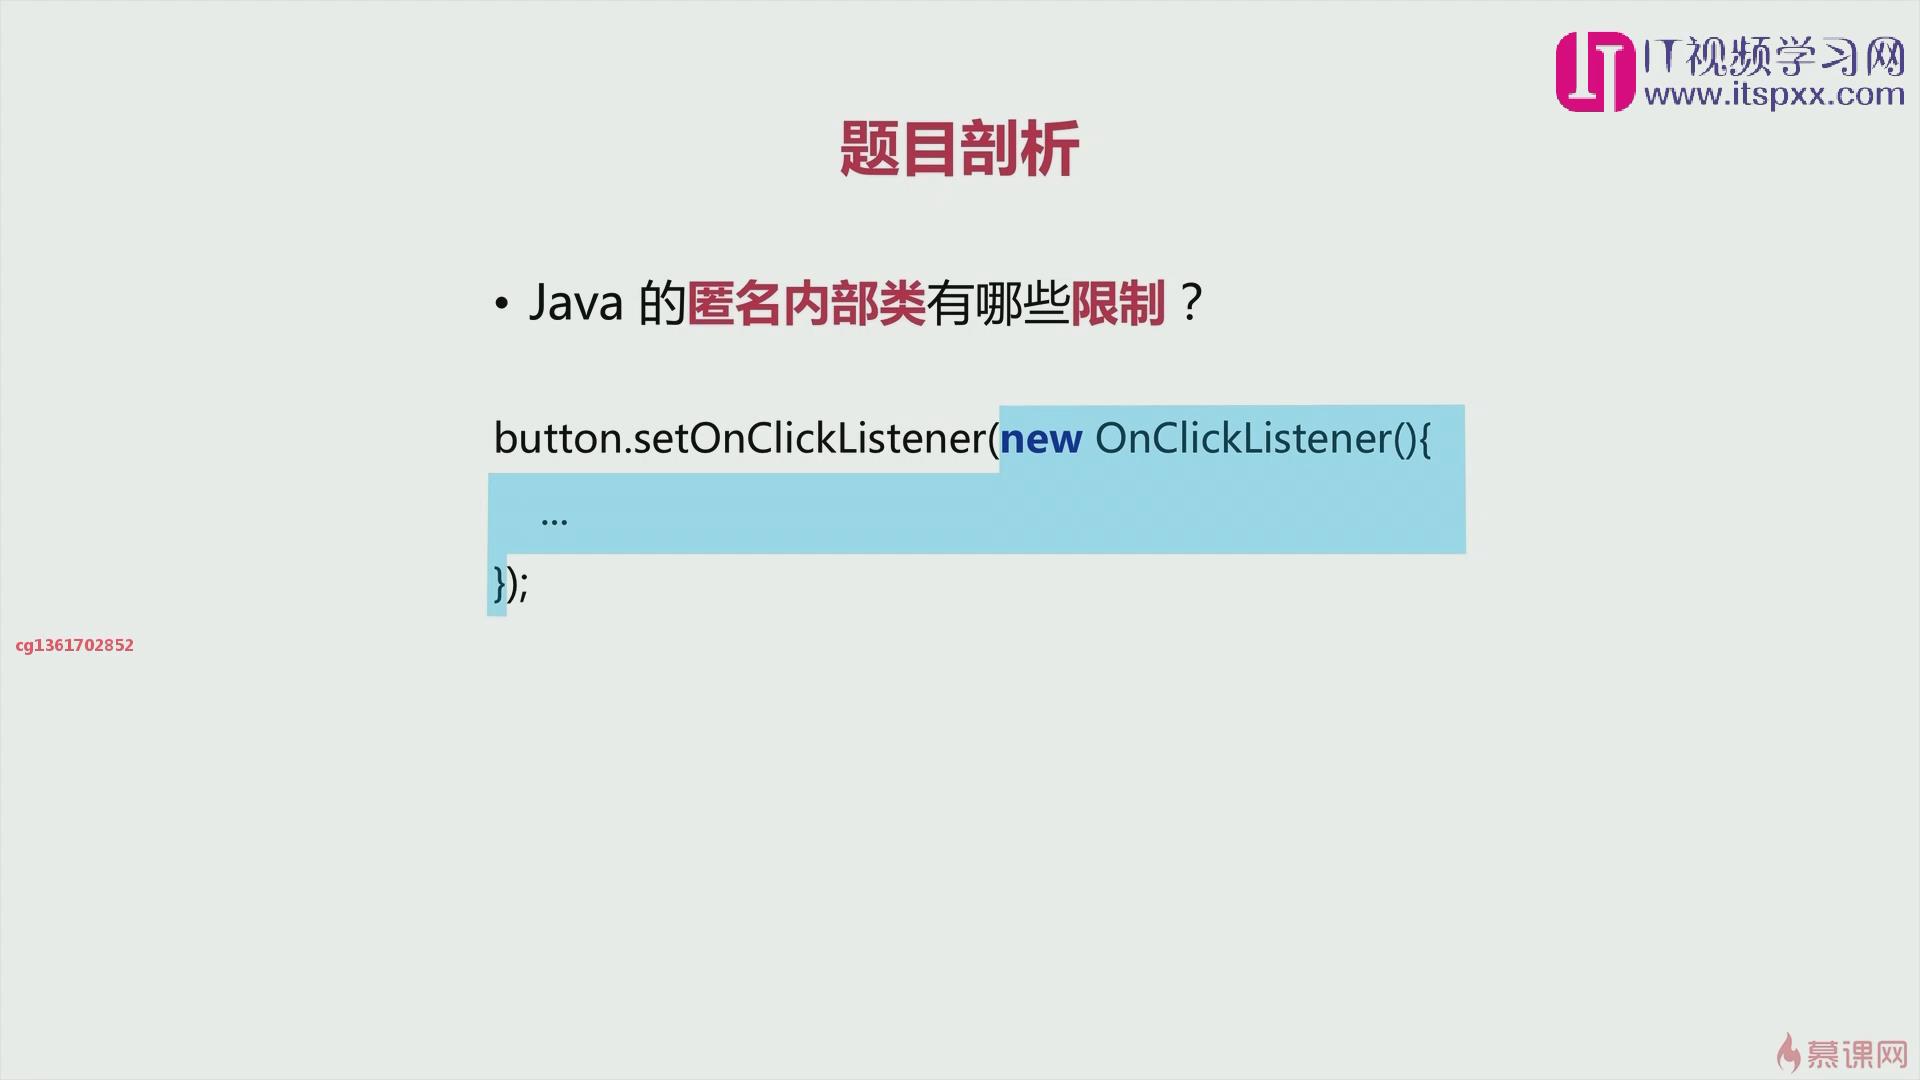 IT视频学习网
www.itspxx.com
题目剖析
• Java 的匿名内部类有哪些限制？
button.setOnClickListener(new OnClickListener(){
...
});
cg1361702852
慕课网